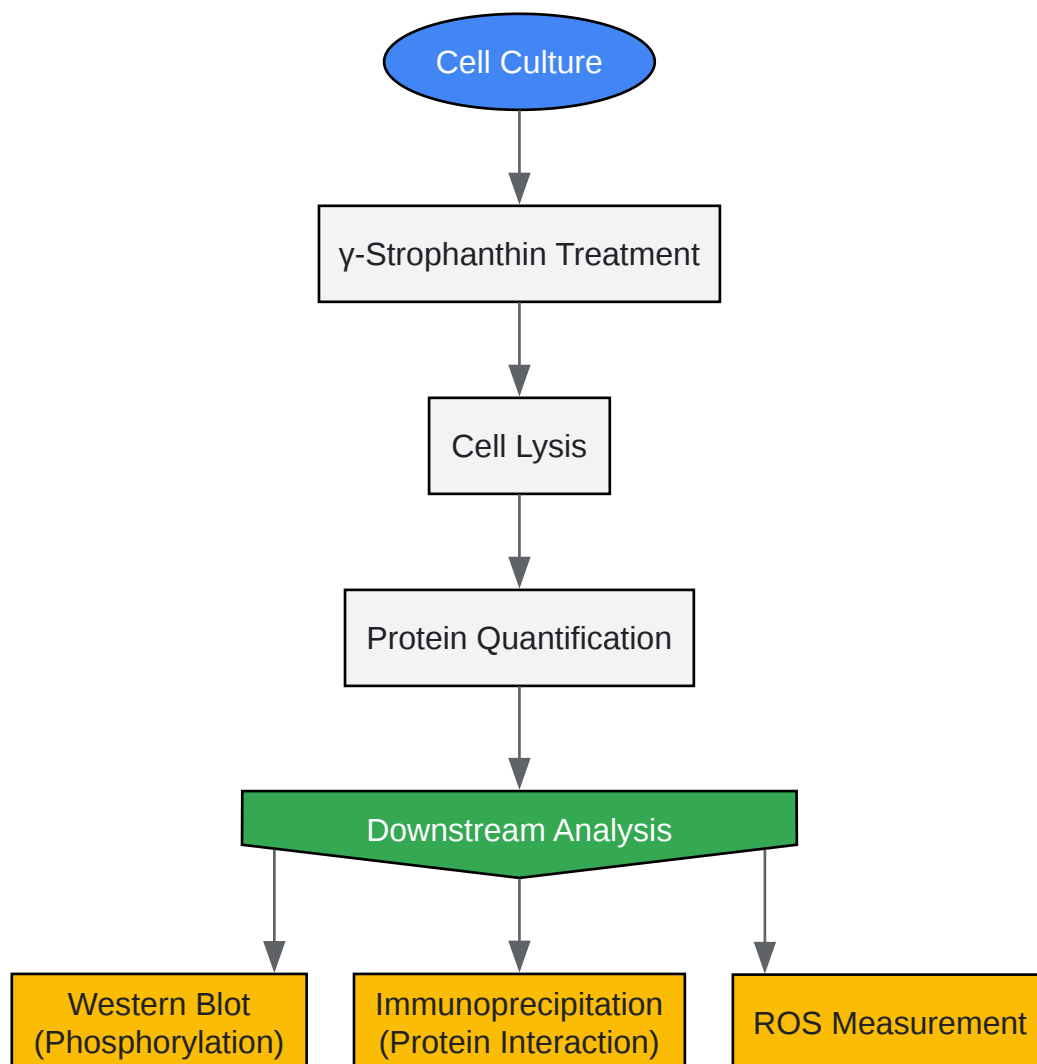 Cell Culture
γ-Strophanthin Treatment
Cell Lysis
Protein Quantification
Downstream Analysis
Western Blot
(Phosphorylation)
Immunoprecipitation
(Protein Interaction)
ROS Measurement